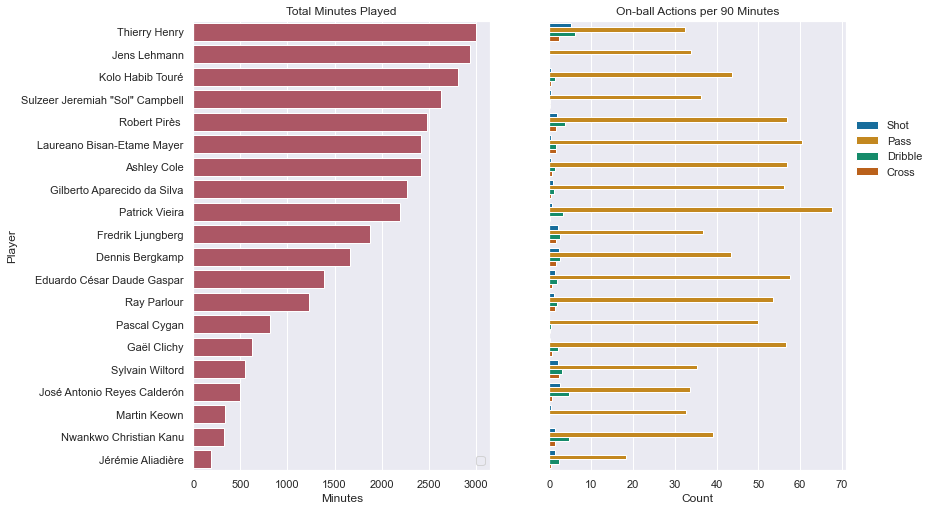 Total Minutes Played
On-ball Actions per 90 Minutes
Thierry Henry
Jens Lehmann
Kolo Habib Touré
Sulzeer Jeremiah "Sol" Campbell
Robert Pirès
Laureano Bisan-Etame Mayer
Ashley Cole
Gilberto Aparecido da Silva
Patrick Vieira
Fredrik Ljungberg
Dennis Bergkamp
Eduardo César Daude Gaspar
Ray Parlour
Pascal Cygan
Gaël Clichy
Sylvain Wiltord
José Antonio Reyes Calderón
Martin Keown
Nwankwo Christian Kanu
Jérémie Aliadière
Player
0 500 1000 1500 2000 2500 3000
Minutes
0 10 20 30 40 50 60 70
Count
Shot
Pass
Dribble
Cross